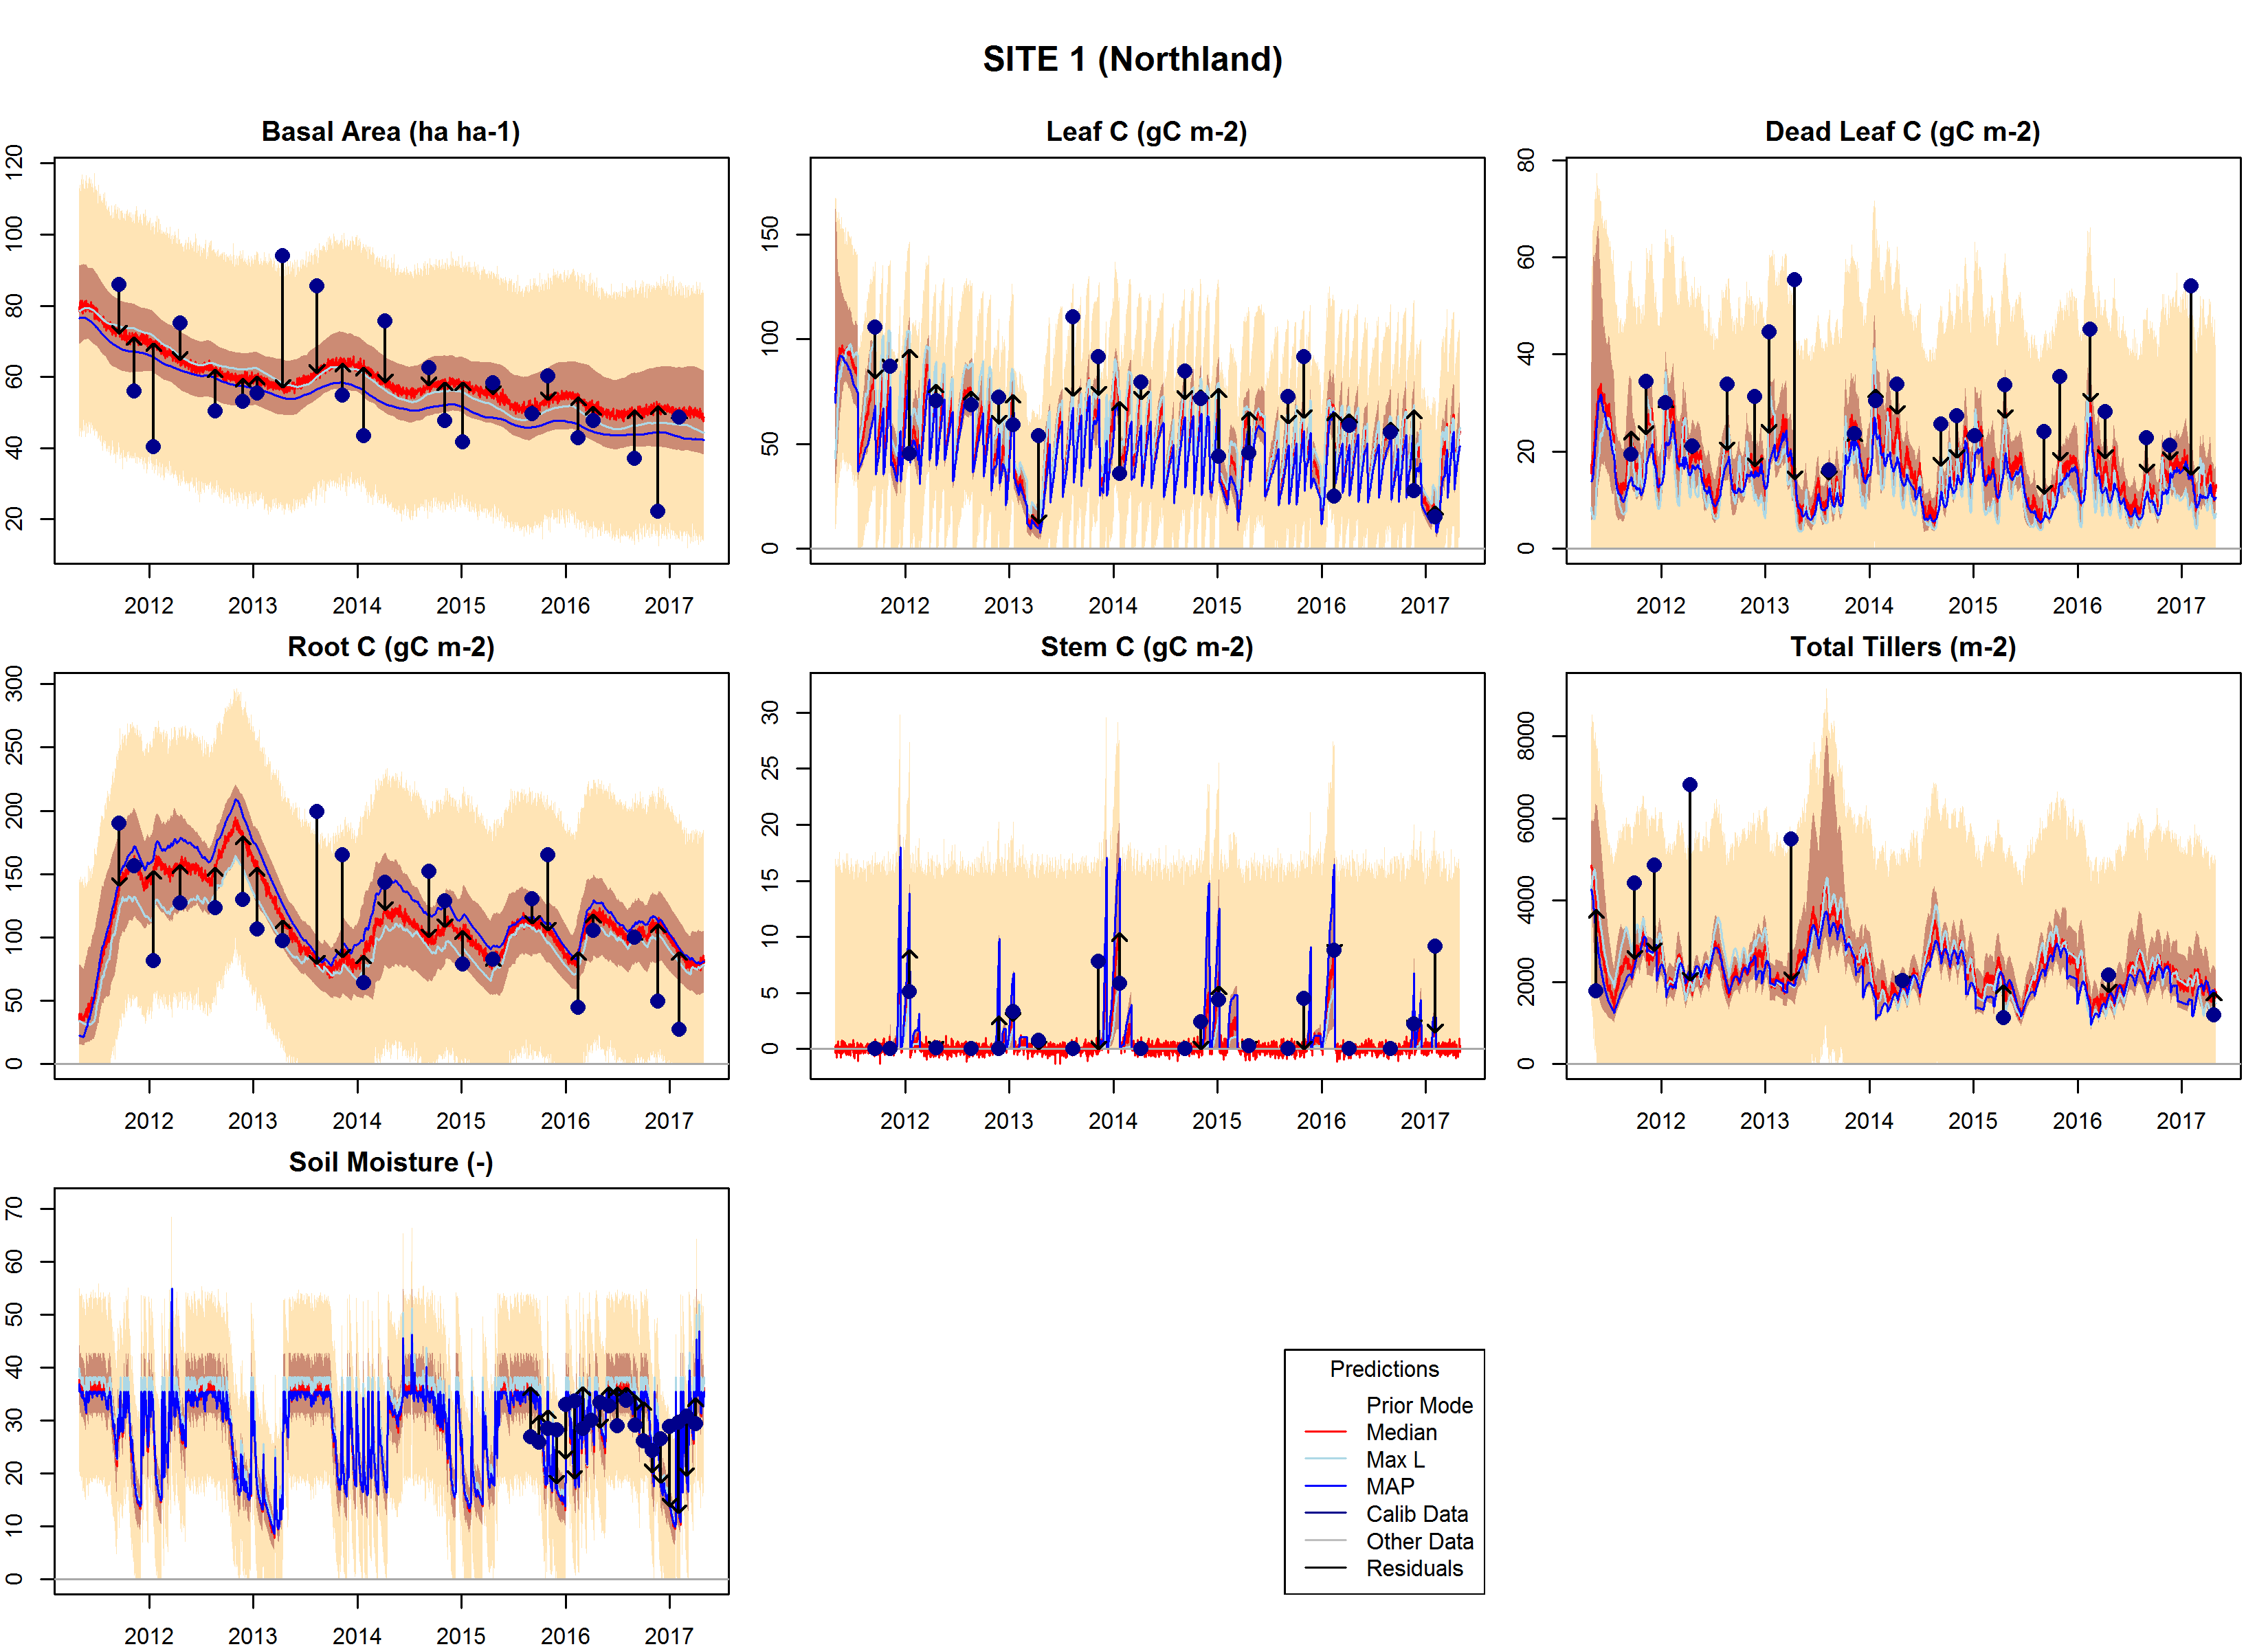 SITE 1 (Northland)
Basal Area (ha ha-1)
Leaf C (gC m-2)
Dead Leaf C (gC m-2)
120
100
80
60
40
20
150
100
50
0
80
60
40
20
0
2012 2013 2014 2015 2016 2017
2012 2013 2014 2015 2016 2017
2012 2013 2014 2015 2016 2017
Root C (gC m-2)
Stem C (gC m-2)
Total Tillers (m-2)
300
250
200
150
100
50
0
30
25
20
15
10
5
0
8000
6000
4000
2000
0
2012 2013 2014 2015 2016 2017
2012 2013 2014 2015 2016 2017
2012 2013 2014 2015 2016 2017
Soil Moisture (-)
70
60
50
40
30
20
10
0
2012 2013 2014 2015 2016 2017
Predictions
Prior Mode
Median
Max L
MAP
Calib Data
Other Data
Residuals